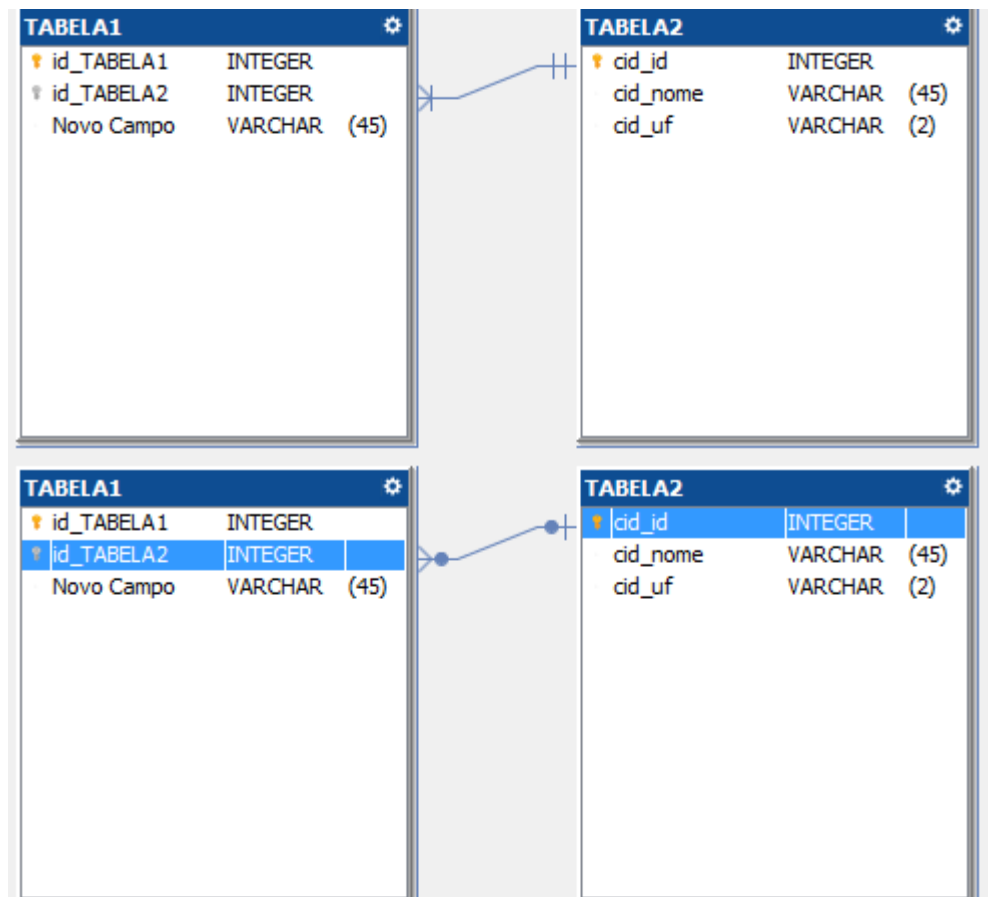 TABELA1
id_TABELA1 INTEGER
id_TABELA2 INTEGER
Novo Campo VARCHAR (45)
TABELA2
cid_id INTEGER
cid_nome VARCHAR (45)
cid_uf VARCHAR (2)
TABELA1
id_TABELA1 INTEGER
id_TABELA2 INTEGER
Novo Campo VARCHAR (45)
TABELA2
cid_id INTEGER
cid_nome VARCHAR (45)
cid_uf VARCHAR (2)